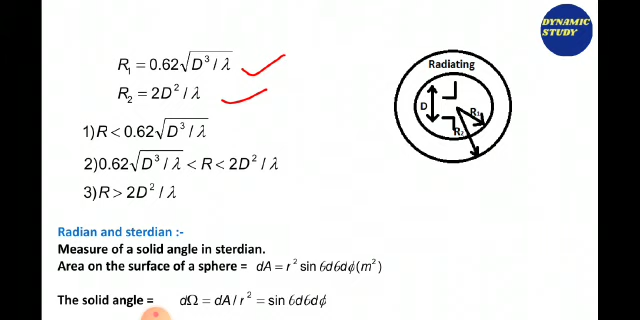 DYNAMIC
STUDY
R₁ = 0.62√(D³/λ)
R₂ = 2D²/λ
1) R < 0.62√(D³/λ)
2) 0.62√(D³/λ) < R < 2D²/λ
3) R > 2D²/λ
Radiating
D
R₁
R₂
Radian and sterdian :-
Measure of a solid angle in sterdian.
Area on the surface of a sphere = dA = r² sin θdθdϕ(m²)
The solid angle = dΩ = dA/r² = sin θdθdϕ